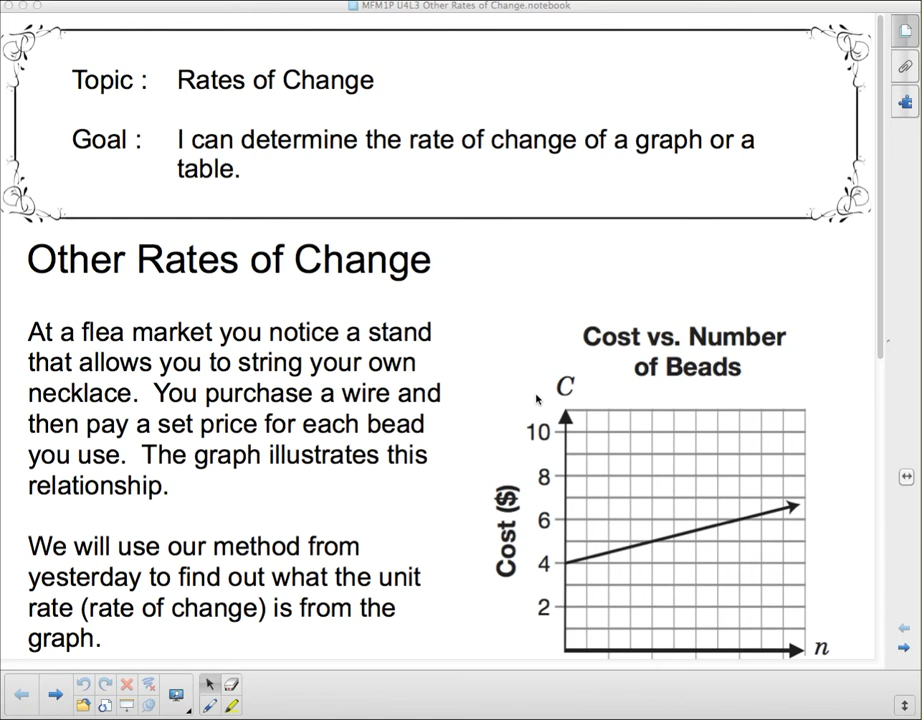 MFM1P U4L3 Other Rates of Change.notebook
Topic : Rates of Change
Goal : I can determine the rate of change of a graph or a
table.
Other Rates of Change
At a flea market you notice a stand
that allows you to string your own
necklace. You purchase a wire and
then pay a set price for each bead
you use. The graph illustrates this
relationship.
We will use our method from
yesterday to find out what the unit
rate (rate of change) is from the
graph.
Cost vs. Number
of Beads
C
10
8
6
4
2
Cost ($)
n